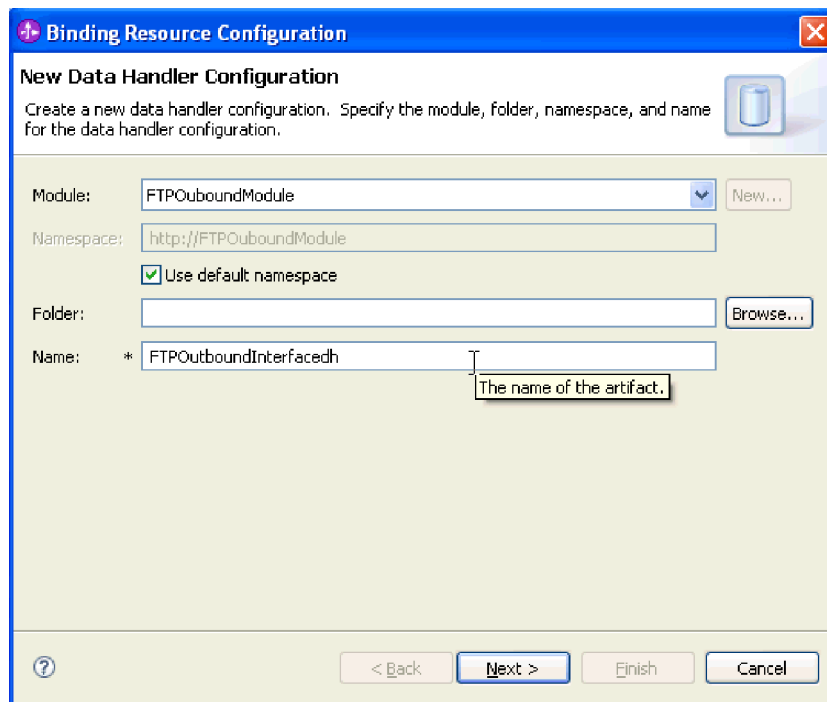 Binding Resource Configuration
New Data Handler Configuration
Create a new data handler configuration. Specify the module, folder, namespace, and name
for the data handler configuration.
Module: FTPOuboundModule New...
Namespace: http://FTPOuboundModule
Use default namespace
Folder: Browse...
Name: * FTPOutboundInterfacedh
The name of the artifact.
? < Back Next > Finish Cancel